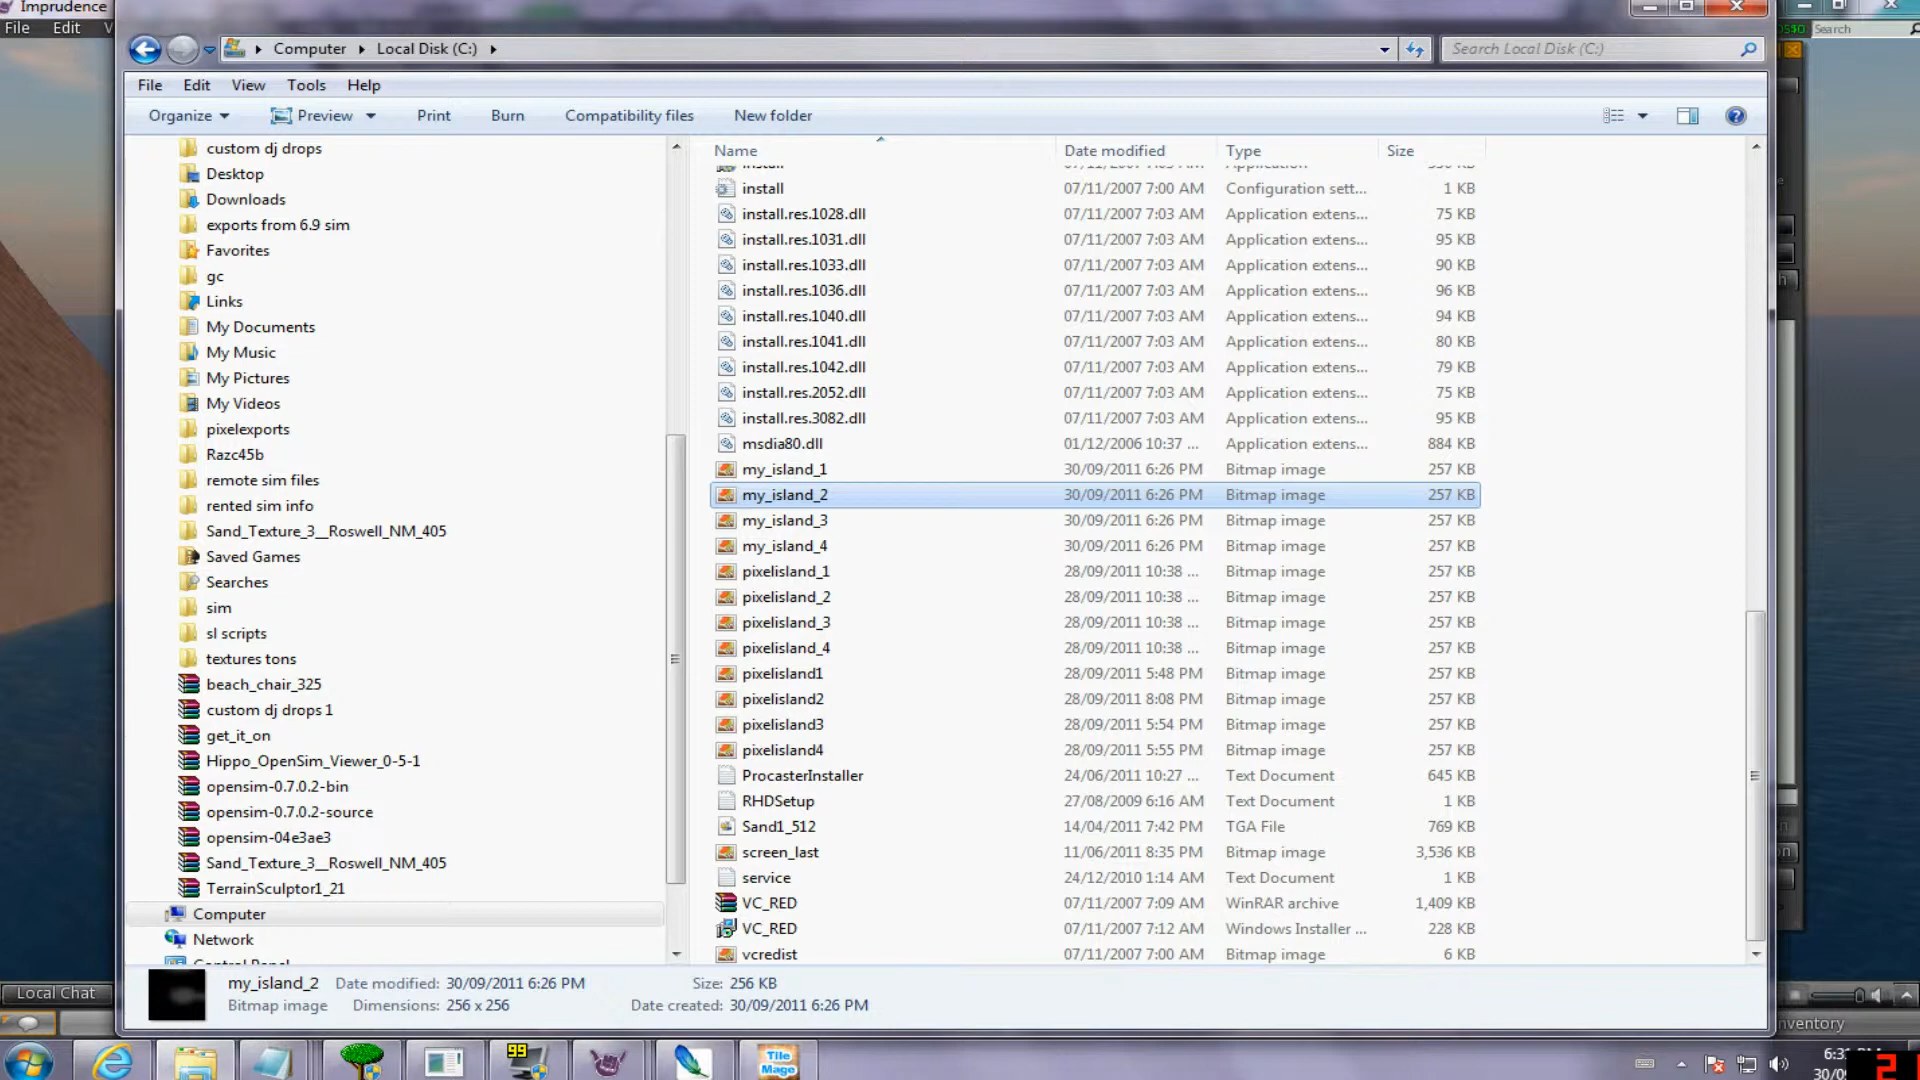 Imprudence
File Edit V
Search
Computer Local Disk (C:)
Search Local Disk (C:)
File Edit View Tools Help
Organize Preview Print Burn Compatibility files New folder
Name Date modified Type Size
custom dj drops
Desktop
Downloads
exports from 6.9 sim
Favorites
gc
Links
My Documents
My Music
My Pictures
My Videos
pixelexports
Razc45b
remote sim files
rented sim info
Sand_Texture_3__Roswell_NM_405
Saved Games
Searches
sim
sl scripts
textures tons
beach_chair_325
custom dj drops 1
get_it_on
Hippo_OpenSim_Viewer_0-5-1
opensim-0.7.0.2-bin
opensim-0.7.0.2-source
opensim-04e3ae3
Sand_Texture_3__Roswell_NM_405
TerrainSculptor1_21
Computer
Network
Control Panel
install 07/11/2007 7:00 AM Configuration sett... 1 KB
install.res.1028.dll 07/11/2007 7:03 AM Application extens... 75 KB
install.res.1031.dll 07/11/2007 7:03 AM Application extens... 95 KB
install.res.1033.dll 07/11/2007 7:03 AM Application extens... 90 KB
install.res.1036.dll 07/11/2007 7:03 AM Application extens... 96 KB
install.res.1040.dll 07/11/2007 7:03 AM Application extens... 94 KB
install.res.1041.dll 07/11/2007 7:03 AM Application extens... 80 KB
install.res.1042.dll 07/11/2007 7:03 AM Application extens... 79 KB
install.res.2052.dll 07/11/2007 7:03 AM Application extens... 75 KB
install.res.3082.dll 07/11/2007 7:03 AM Application extens... 95 KB
msdia80.dll 01/12/2006 10:37 ... Application extens... 884 KB
my_island_1 30/09/2011 6:26 PM Bitmap image 257 KB
my_island_2 30/09/2011 6:26 PM Bitmap image 257 KB
my_island_3 30/09/2011 6:26 PM Bitmap image 257 KB
my_island_4 30/09/2011 6:26 PM Bitmap image 257 KB
pixelisland_1 28/09/2011 10:38 ... Bitmap image 257 KB
pixelisland_2 28/09/2011 10:38 ... Bitmap image 257 KB
pixelisland_3 28/09/2011 10:38 ... Bitmap image 257 KB
pixelisland_4 28/09/2011 10:38 ... Bitmap image 257 KB
pixelisland1 28/09/2011 5:48 PM Bitmap image 257 KB
pixelisland2 28/09/2011 8:08 PM Bitmap image 257 KB
pixelisland3 28/09/2011 5:54 PM Bitmap image 257 KB
pixelisland4 28/09/2011 5:55 PM Bitmap image 257 KB
ProcasterInstaller 24/06/2011 10:27 ... Text Document 645 KB
RHDSetup 27/08/2009 6:16 AM Text Document 1 KB
Sand1_512 14/04/2011 7:42 PM TGA File 769 KB
screen_last 11/06/2011 8:35 PM Bitmap image 3,536 KB
service 24/12/2010 1:14 AM Text Document 1 KB
VC_RED 07/11/2007 7:09 AM WinRAR archive 1,409 KB
VC_RED 07/11/2007 7:12 AM Windows Installer ... 228 KB
vcredist 07/11/2007 7:00 AM Bitmap image 6 KB
my_island_2 Date modified: 30/09/2011 6:26 PM Size: 256 KB
Bitmap image Dimensions: 256 x 256 Date created: 30/09/2011 6:26 PM
Local Chat
nventory
99
Tile
Mage
2